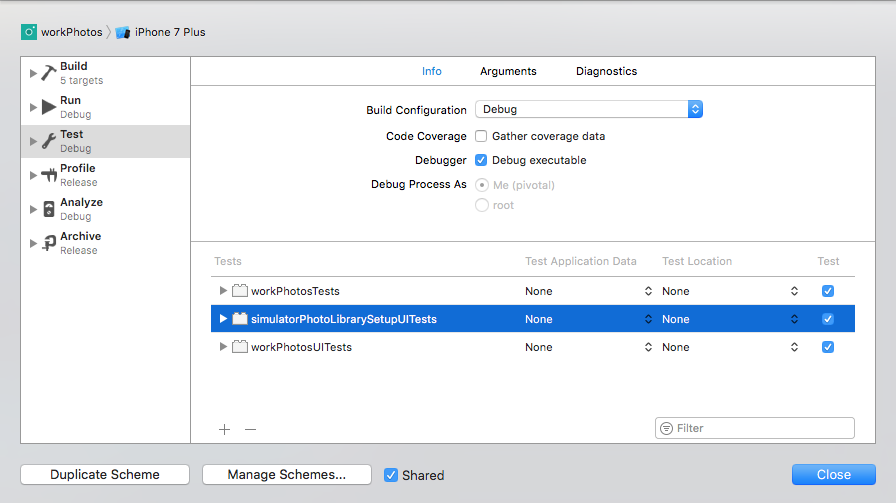 workPhotos iPhone 7 Plus
Build
5 targets
Run
Debug
Test
Debug
Profile
Release
Analyze
Debug
Archive
Release
Info Arguments Diagnostics
Build Configuration Debug
Code Coverage Gather coverage data
Debugger Debug executable
Debug Process As Me (pivotal)
root
Tests Test Application Data Test Location Test
workPhotosTests None None
simulatorPhotoLibrarySetupUITests None None
workPhotosUITests None None
Filter
Duplicate Scheme Manage Schemes... Shared Close